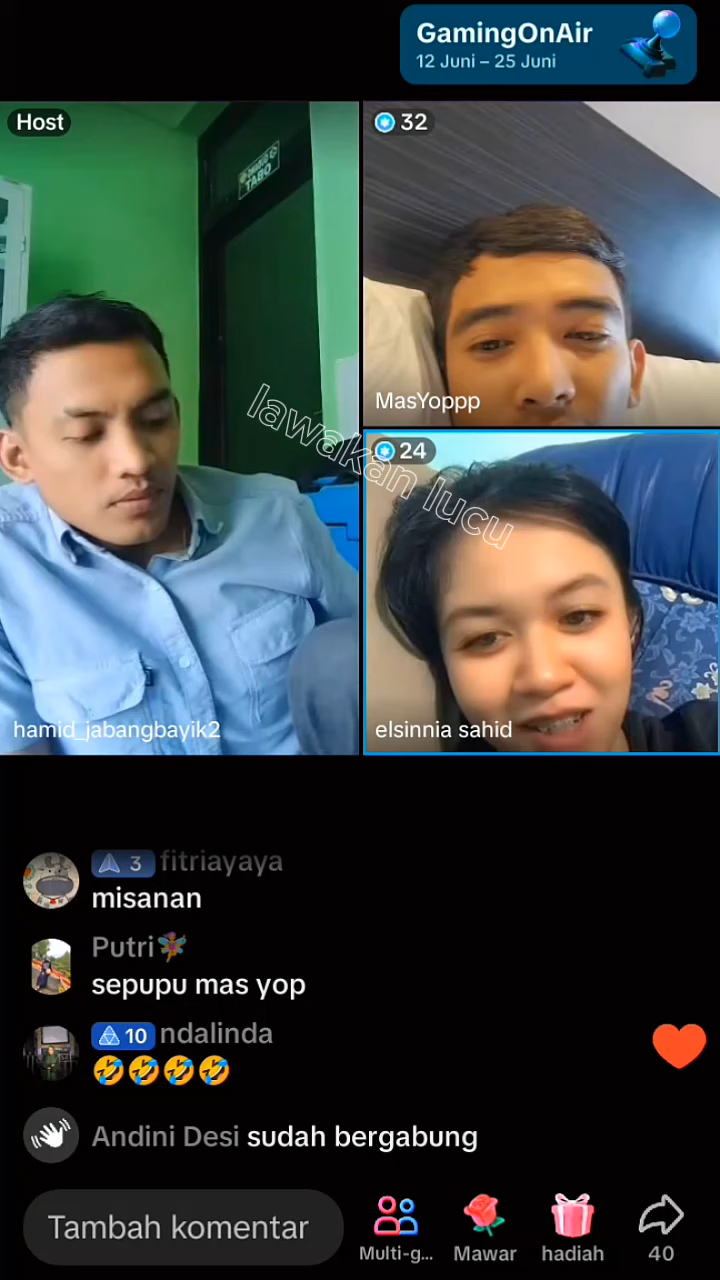 GamingOnAir
12 Juni – 25 Juni
Host
32
MasYoppp
24
lawakan lucu
hamid_jabangbayik2
elsinnia sahid
3 fitriayaya
misanan
Putri🧚
sepupu mas yop
10 ndalinda
🤣🤣🤣🤣
Andini Desi sudah bergabung
Tambah komentar
Multi-g...
Mawar
hadiah
40